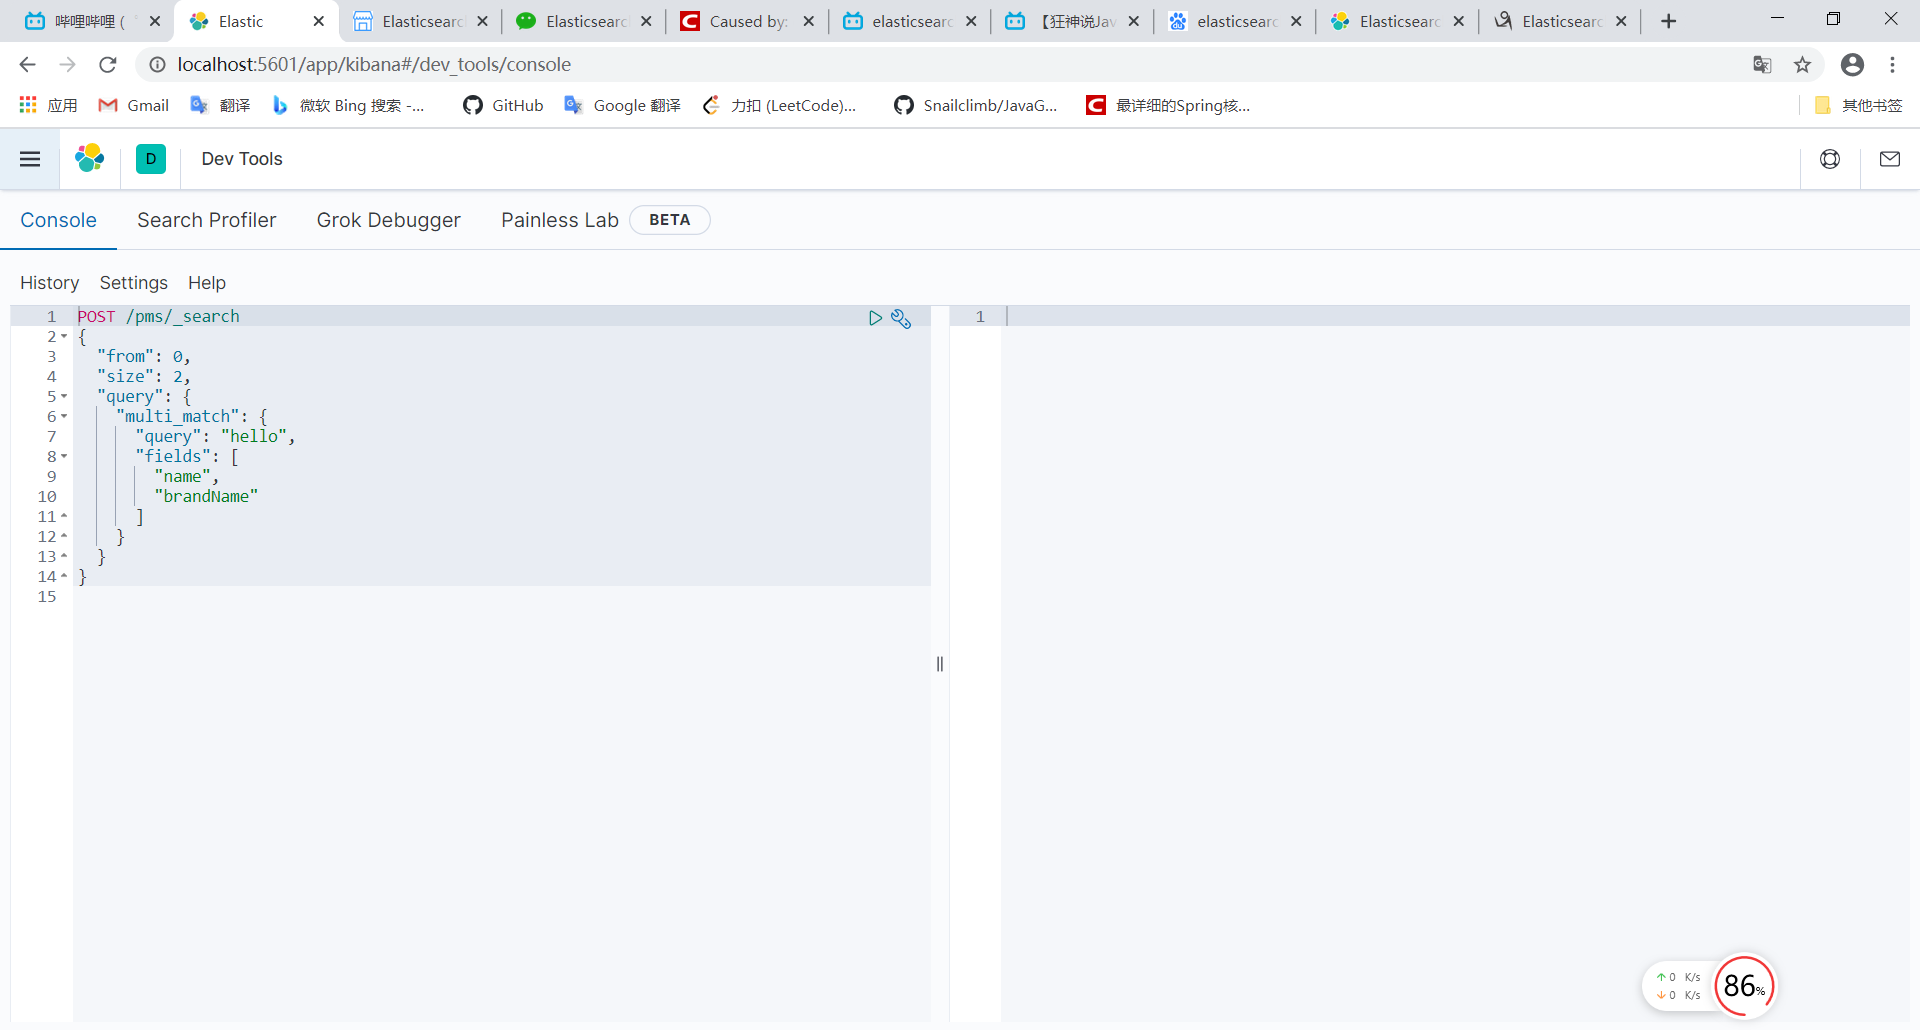 哔哩哔哩 (
Elastic
Elasticsearc
Elasticsearc
Caused by:
elasticsearc
【狂神说Jav
elasticsearc
Elasticsearc
Elasticsearc
localhost:5601/app/kibana#/dev_tools/console
应用
Gmail
翻译
微软 Bing 搜索 -...
GitHub
Google 翻译
力扣 (LeetCode)...
Snailclimb/JavaG...
最详细的Spring核...
其他书签
D
Dev Tools
Console
Search Profiler
Grok Debugger
Painless Lab
BETA
History
Settings
Help
1 POST /pms/_search
2 {
3 "from": 0,
4 "size": 2,
5 "query": {
6 "multi_match": {
7 "query": "hello",
8 "fields": [
9 "name",
10 "brandName"
11 ]
12 }
13 }
14 }
15
1
↑ 0 K/s
↓ 0 K/s
86%